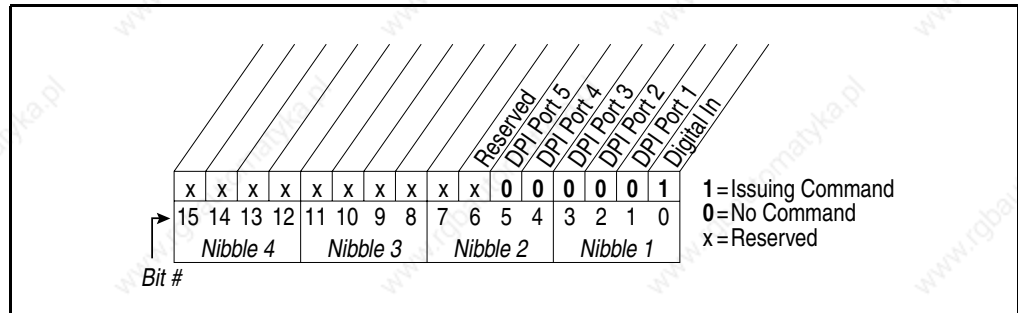 Reserved
DPI Port 5
DPI Port 4
DPI Port 3
DPI Port 2
DPI Port 1
Digital In
x x x x x x x x x x 0 0 0 0 0 1
15 14 13 12 11 10 9 8 7 6 5 4 3 2 1 0
Nibble 4 Nibble 3 Nibble 2 Nibble 1
Bit #
1=Issuing Command
0=No Command
x=Reserved